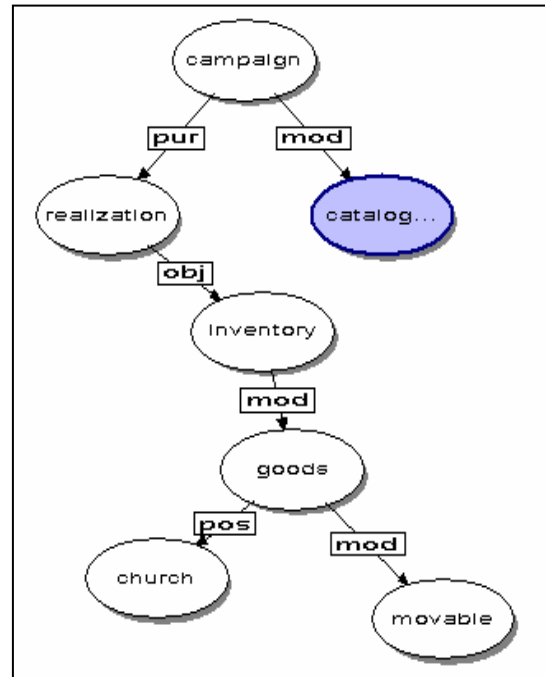 campaign
pur mod
realization catalog...
obj
inventory
mod
goods
pos mod
church
movable